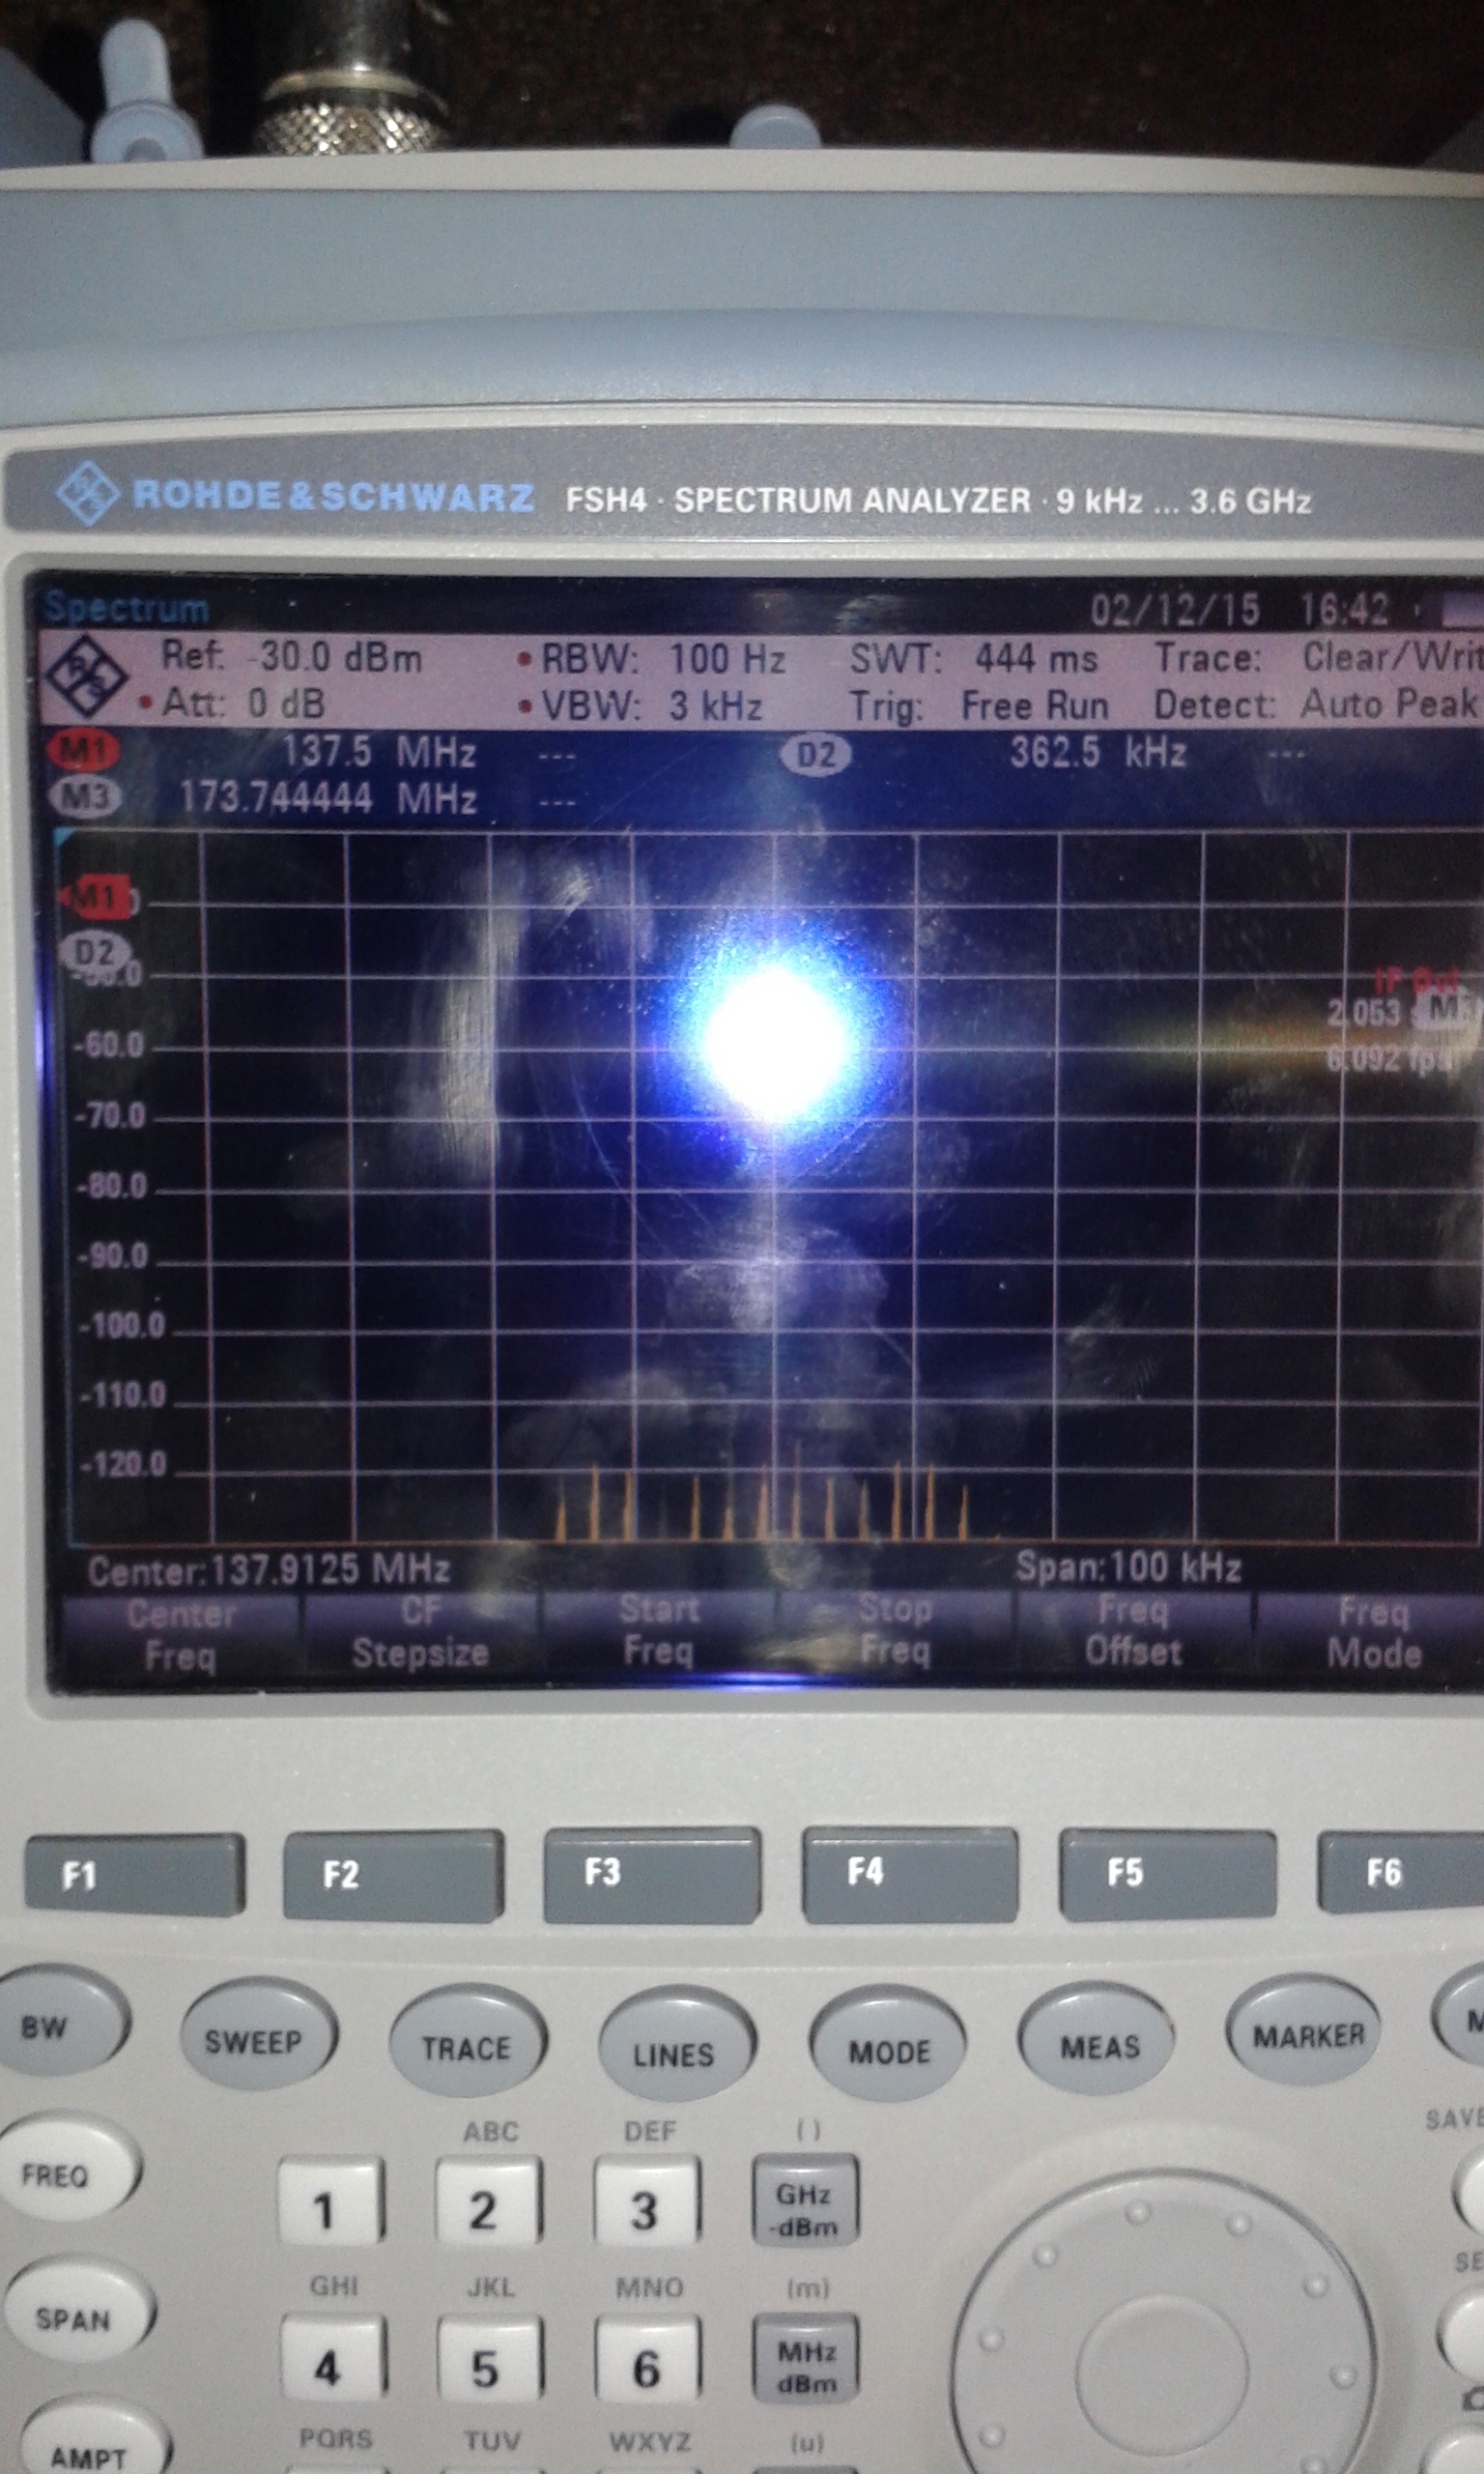 ROHDE&SCHWARZ FSH4 · SPECTRUM ANALYZER · 9 kHz ... 3.6 GHz
Spectrum 02/12/15 16:42
Ref: -30.0 dBm • RBW: 100 Hz SWT: 444 ms Trace: Clear/Writ
• Att: 0 dB • VBW: 3 kHz Trig: Free Run Detect: Auto Peak
M1 137.5 MHz --- D2 362.5 kHz ---
M3 173.744444 MHz ---
M1
D2
IF Ovl
2.053
6.092 fps
-60.0
-70.0
-80.0
-90.0
-100.0
-110.0
-120.0
Center:137.9125 MHz Span:100 kHz
Center Freq
CF Stepsize
Start Freq
Stop Freq
Freq Offset
Freq Mode
F1 F2 F3 F4 F5 F6
BW SWEEP TRACE LINES MODE MEAS MARKER M
FREQ
SPAN
AMPT
ABC DEF ()
1 2 3 GHz -dBm
GHI JKL MNO (m)
4 5 6 MHz dBm
PQRS TUV WXYZ (u)
SAVE
SE